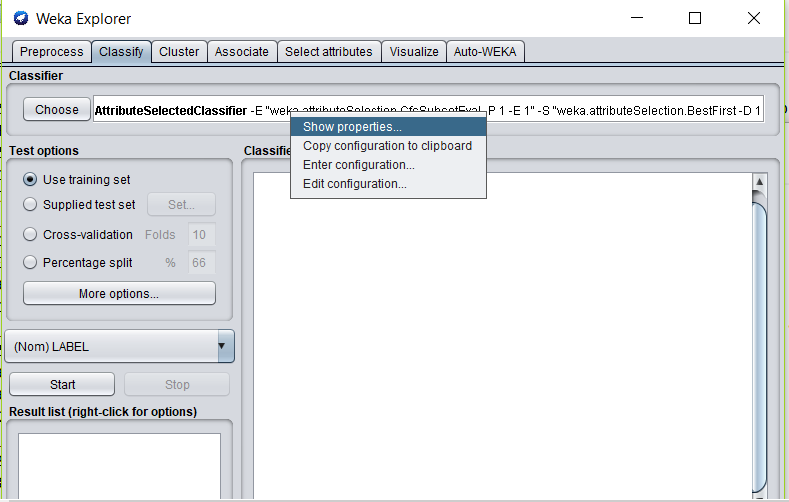 Weka Explorer
Preprocess Classify Cluster Associate Select attributes Visualize Auto-WEKA
Classifier
Choose AttributeSelectedClassifier -E "weka.attributeSelection.CfsSubsetEval -P 1 -E 1" -S "weka.attributeSelection.BestFirst -D 1
Show properties...
Copy configuration to clipboard
Enter configuration...
Edit configuration...
Test options
Use training set
Supplied test set Set...
Cross-validation Folds 10
Percentage split % 66
More options...
(Nom) LABEL
Start Stop
Result list (right-click for options)
Classifie